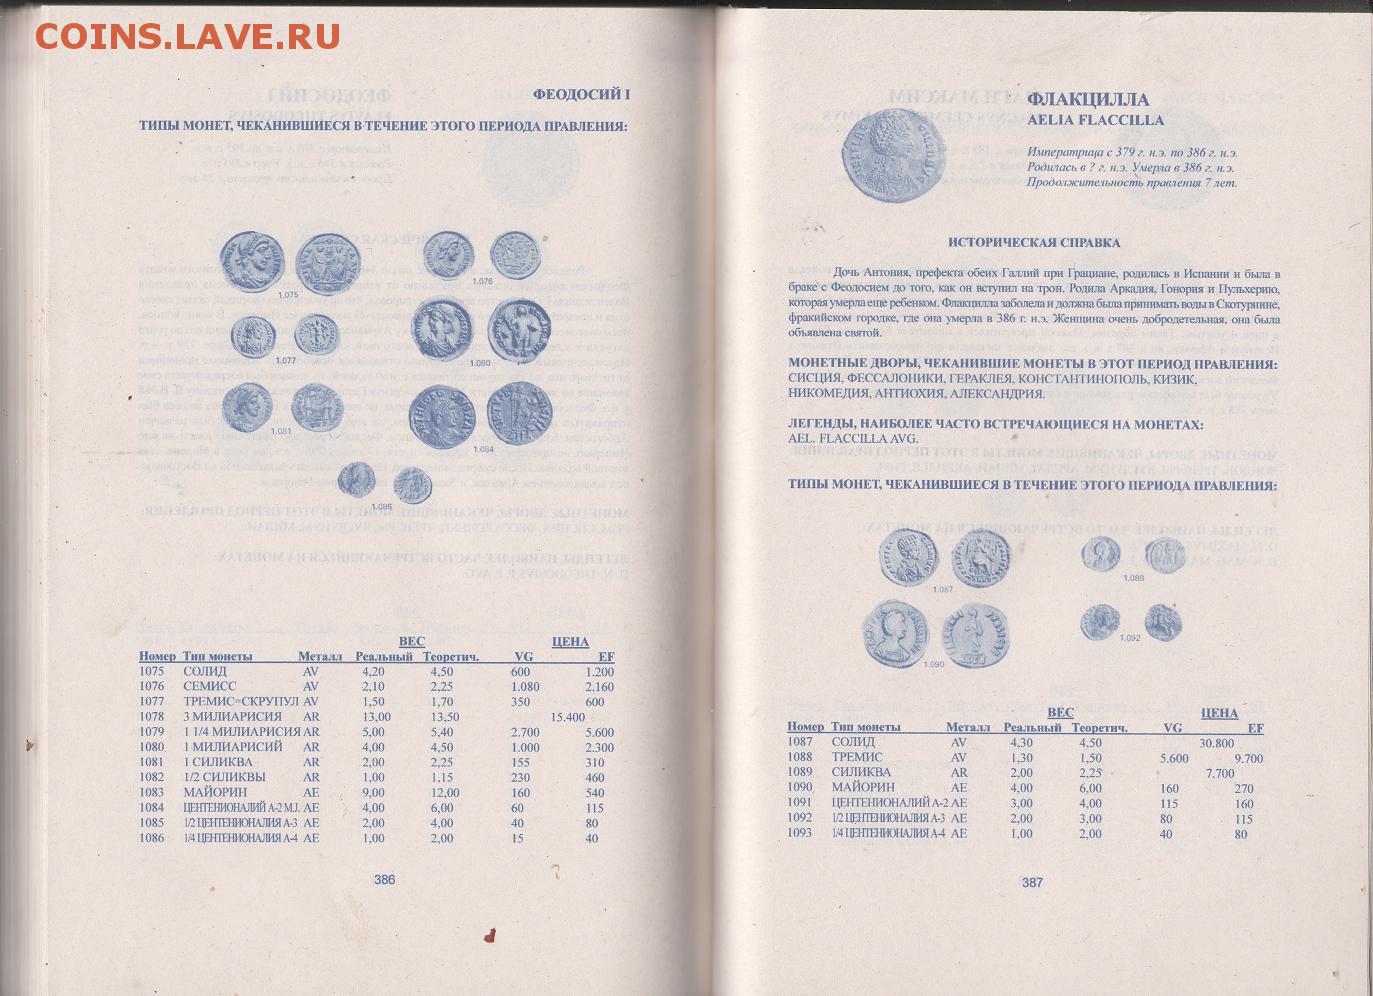 COINS.LAVE.RU
ФЕОДОСИЙ I
ТИПЫ МОНЕТ, ЧЕКАНИВШИЕСЯ В ТЕЧЕНИЕ ЭТОГО ПЕРИОДА ПРАВЛЕНИЯ:
1.075
1.076
1.077
1.080
1.081
1.084
1.086
ВЕС ЦЕНА
Номер Тип монеты Металл Реальный Теоретич. VG EF
1075 СОЛИД AV 4,20 4,50 600 1.200
1076 СЕМИСС AV 2,10 2,25 1.080 2.160
1077 ТРЕМИС=СКРУПУЛ AV 1,50 1,70 350 600
1078 3 МИЛИАРИСИЯ AR 13,00 13,50 15.400
1079 1 1/4 МИЛИАРИСИЯ AR 5,00 5,40 2.700 5.600
1080 1 МИЛИАРИСИЙ AR 4,00 4,50 1.000 2.300
1081 1 СИЛИКВА AR 2,00 2,25 155 310
1082 1/2 СИЛИКВЫ AR 1,00 1,15 230 460
1083 МАЙОРИН AE 9,00 12,00 160 540
1084 ЦЕНТЕНИОНАЛИЙ А-2 M.J. AE 4,00 6,00 60 115
1085 1/2 ЦЕНТЕНИОНАЛИЯ А-3 AE 2,00 4,00 40 80
1086 1/4 ЦЕНТЕНИОНАЛИЯ А-4 AE 1,00 2,00 15 40
386
ФЛАКЦИЛЛА
AELIA FLACCILLA
Императрица с 379 г. н.э. по 386 г. н.э.
Родилась в ? г. н.э. Умерла в 386 г. н.э.
Продолжительность правления 7 лет.
ИСТОРИЧЕСКАЯ СПРАВКА
Дочь Антония, префекта обеих Галлий при Грациане, родилась в Испании и была в
браке с Феодосием до того, как он вступил на трон. Родила Аркадия, Гонория и Пульхерию,
которая умерла еще ребенком. Флакцилла заболела и должна была принимать воды в Скотурнине,
фракийском городке, где она умерла в 386 г. н.э. Женщина очень добродетельная, она была
объявлена святой.
МОНЕТНЫЕ ДВОРЫ, ЧЕКАНИВШИЕ МОНЕТЫ В ЭТОТ ПЕРИОД ПРАВЛЕНИЯ:
СИСЦИЯ, ФЕССАЛОНИКИ, ГЕРАКЛЕЯ, КОНСТАНТИНОПОЛЬ, КИЗИК,
НИКОМЕДИЯ, АНТИОХИЯ, АЛЕКСАНДРИЯ.
ЛЕГЕНДЫ, НАИБОЛЕЕ ЧАСТО ВСТРЕЧАЮЩИЕСЯ НА МОНЕТАХ:
AEL. FLACCILLA AVG.
ТИПЫ МОНЕТ, ЧЕКАНИВШИЕСЯ В ТЕЧЕНИЕ ЭТОГО ПЕРИОДА ПРАВЛЕНИЯ:
1.087
1.088
1.090
1.092
ВЕС ЦЕНА
Номер Тип монеты Металл Реальный Теоретич. VG EF
1087 СОЛИД AV 4,30 4,50 30.800
1088 ТРЕМИС AV 1,30 1,50 5.600 9.700
1089 СИЛИКВА AR 2,00 2,25 7.700
1090 МАЙОРИН AE 4,00 6,00 160 270
1091 ЦЕНТЕНИОНАЛИЙ А-2 AE 3,00 4,00 115 160
1092 1/2 ЦЕНТЕНИОНАЛИЯ А-3 AE 2,00 3,00 80 115
1093 1/4 ЦЕНТЕНИОНАЛИЯ А-4 AE 1,00 2,00 40 80
387